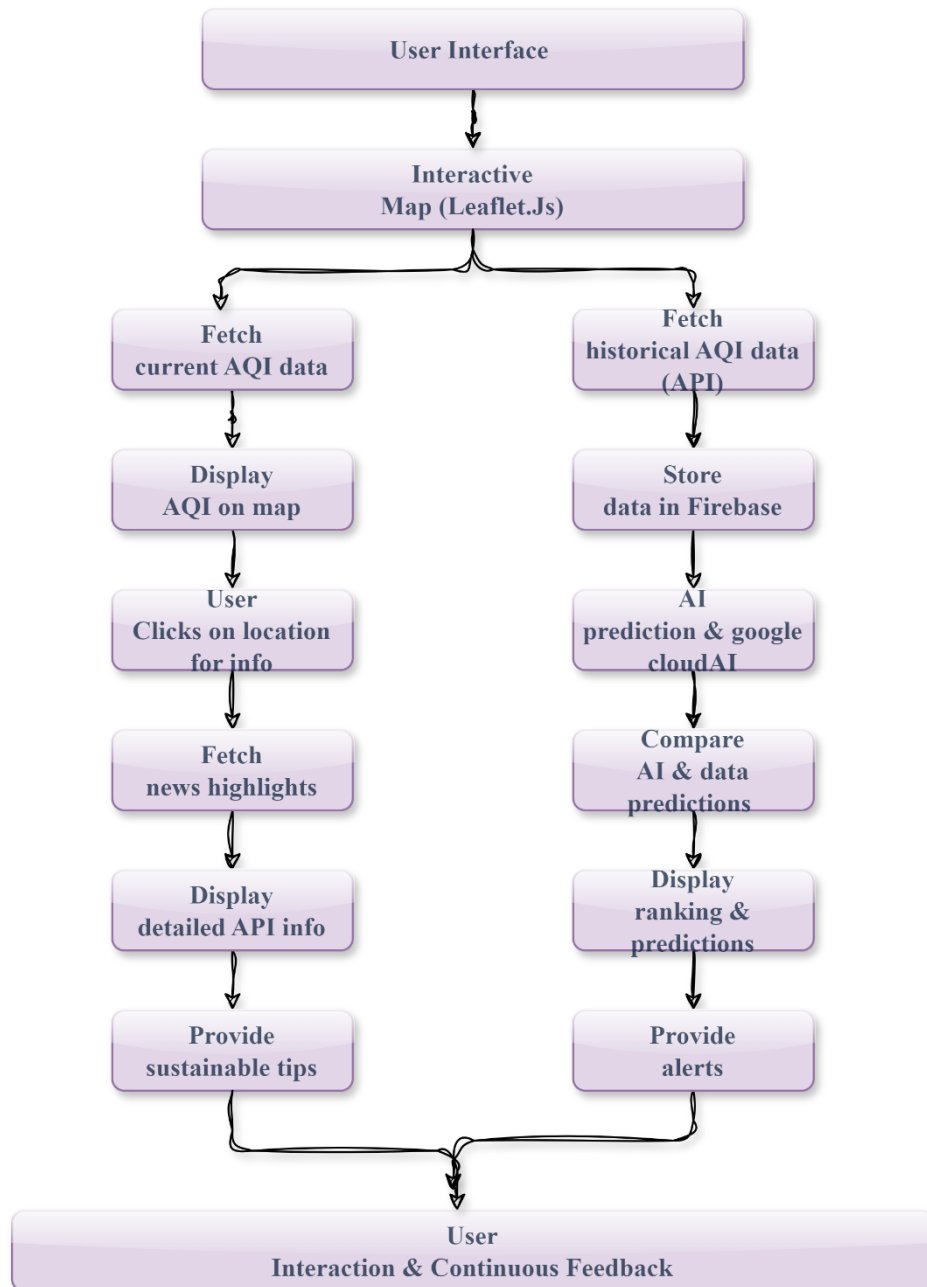 User Interface
Interactive
Map (Leaflet.Js)
Fetch
current AQI data
Fetch
historical AQI data
(API)
Display
AQI on map
Store
data in Firebase
User
Clicks on location
for info
AI
prediction & google
cloudAI
Fetch
news highlights
Compare
AI & data
predictions
Display
detailed API info
Display
ranking &
predictions
Provide
sustainable tips
Provide
alerts
User
Interaction & Continuous Feedback